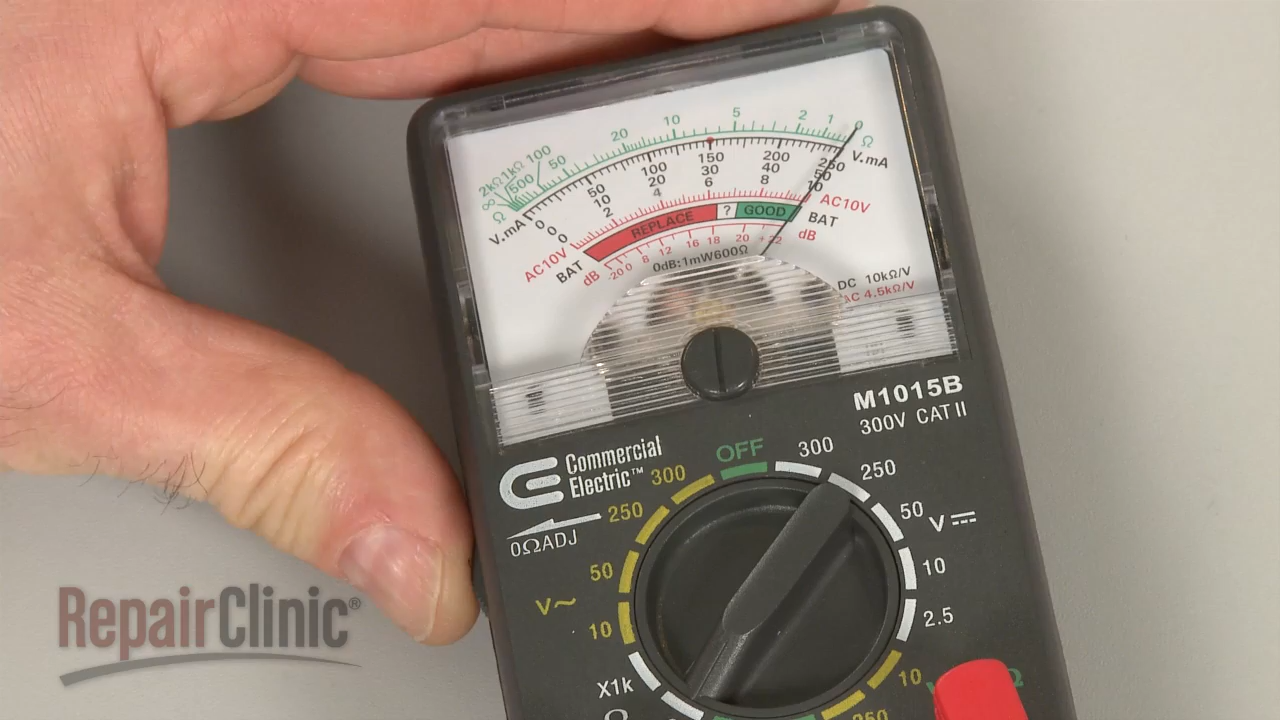 2kΩ1kΩ 100 50 20 10 5 2 1 0 Ω
∞ 500
Ω
V.mA 0 50 100 150 200 250 V.mA
0 10 20 30 40 50
0 2 4 6 8 10
AC10V AC10V
BAT REPLACE ? GOOD BAT
dB -20 0 8 12 16 18 20 +22 dB
0dB:1mW600Ω
DC 10kΩ/V
AC 4.5kΩ/V
M1015B
300V CAT II
Commercial
Electric™
0ΩADJ
OFF
300 300
250 250
50 50
V⎓
10
V~
10 2.5
X1k 10
Ω
250
Ω
RepairClinic®